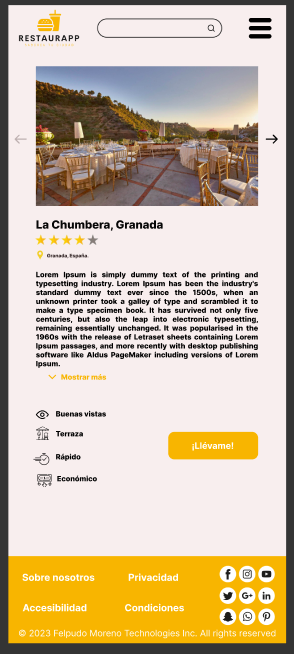 RESTAURAPP
La Chumbera, Granada
Granada, España.
Lorem Ipsum is simply dummy text of the printing and
typesetting industry. Lorem Ipsum has been the industry's
standard dummy text ever since the 1500s, when an
unknown printer took a galley of type and scrambled it to
make a type specimen book. It has survived not only five
centuries, but also the leap into electronic typesetting,
remaining essentially unchanged. It was popularised in the
1960s with the release of Letraset sheets containing Lorem
Ipsum passages, and more recently with desktop publishing
software like Aldus PageMaker including versions of Lorem
Ipsum.
Mostrar más
Buenas vistas
Terraza
Rápido
Económico
¡Llévame!
Sobre nosotros
Privacidad
Accesibilidad
Condiciones
© 2023 Felpudo Moreno Technologies Inc. All rights reserved